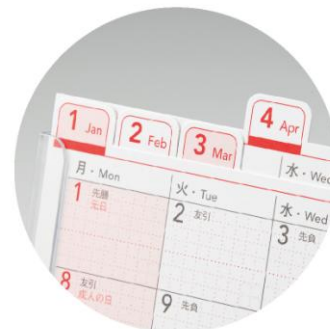 1 Jan
2 Feb
3 Mar
4 Apr
水・Wed
月・Mon
火・Tue
水・Wed
1 先勝
元日
2 友引
3 先負
8 友引
成人の日
9 先負